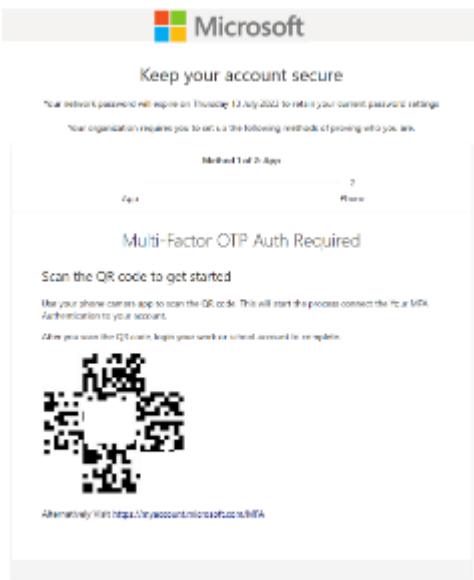 Microsoft
Keep your account secure
Your network password will expire on Thursday 13 July 2023 to retain your current password settings
Your organization requires you to set up the following methods of proving who you are.
Method 1 of 2: App
2
App Phone
Multi-Factor OTP Auth Required
Scan the QR code to get started
Use your phone camera app to scan the QR code. This will start the process connect the Your MFA
Authentication to your account.
After you scan the QR code, login your work or school account to complete.
Alternatively Visit https://myaccount.microsoft.com/MFA